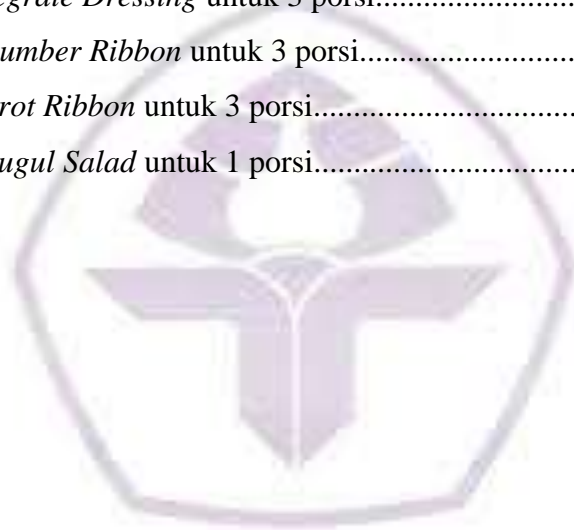 egrate Dressing untuk 3 porsi..............................
umber Ribbon untuk 3 porsi..............................
rot Ribbon untuk 3 porsi....................................
ugul Salad untuk 1 porsi....................................